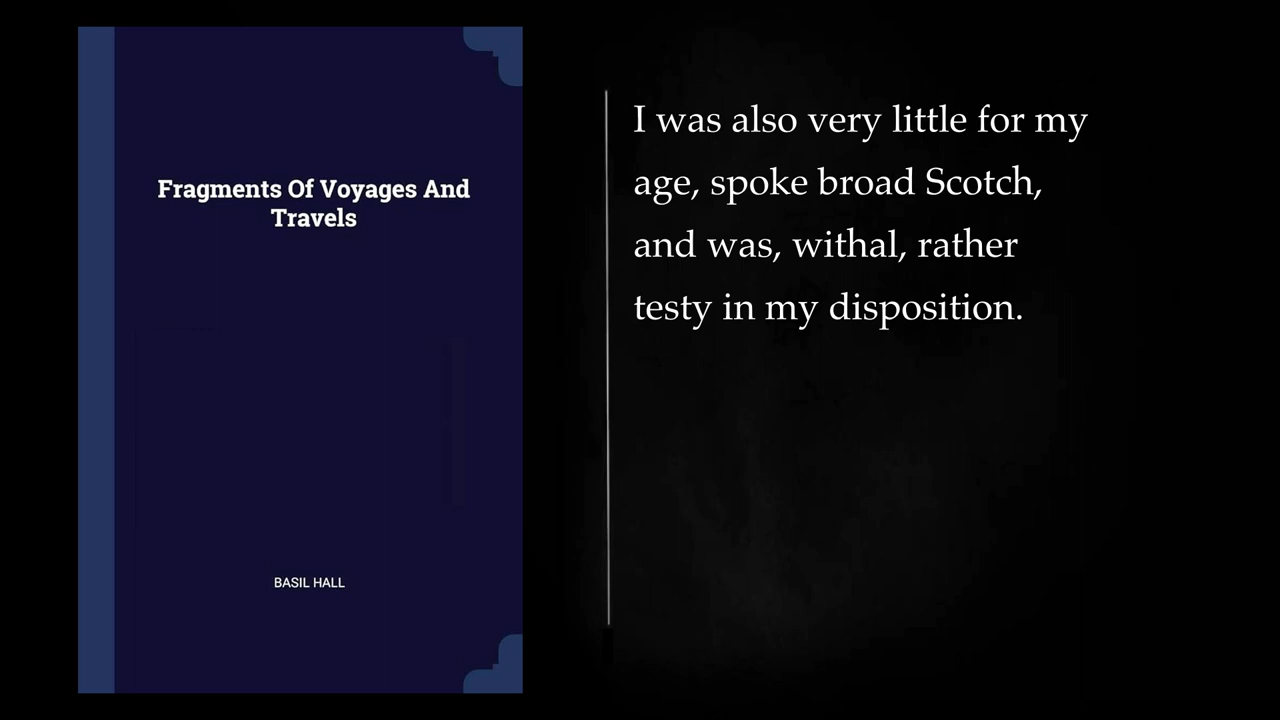 Fragments Of Voyages And
Travels
BASIL HALL
I was also very little for my
age, spoke broad Scotch,
and was, withal, rather
testy in my disposition.